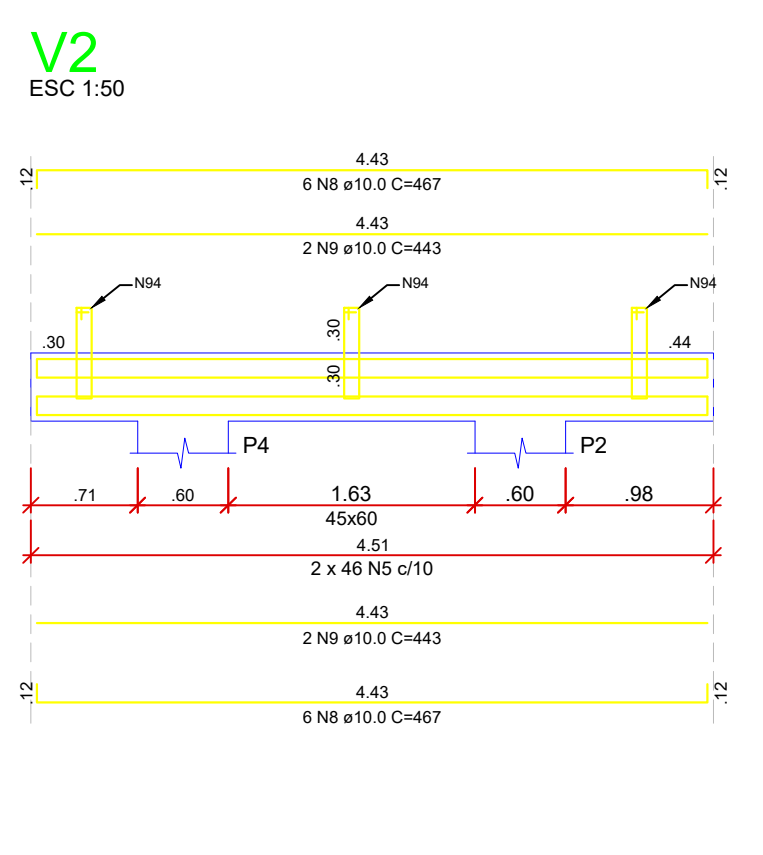 V2
ESC 1:50
4.43
.12
.12
6 N8 ø10.0 C=467
4.43
2 N9 ø10.0 C=443
N94
N94
N94
.30
.30
.44
.30
P4
P2
.71
.60
1.63
.60
.98
45x60
4.51
2 x 46 N5 c/10
4.43
2 N9 ø10.0 C=443
.12
4.43
.12
6 N8 ø10.0 C=467